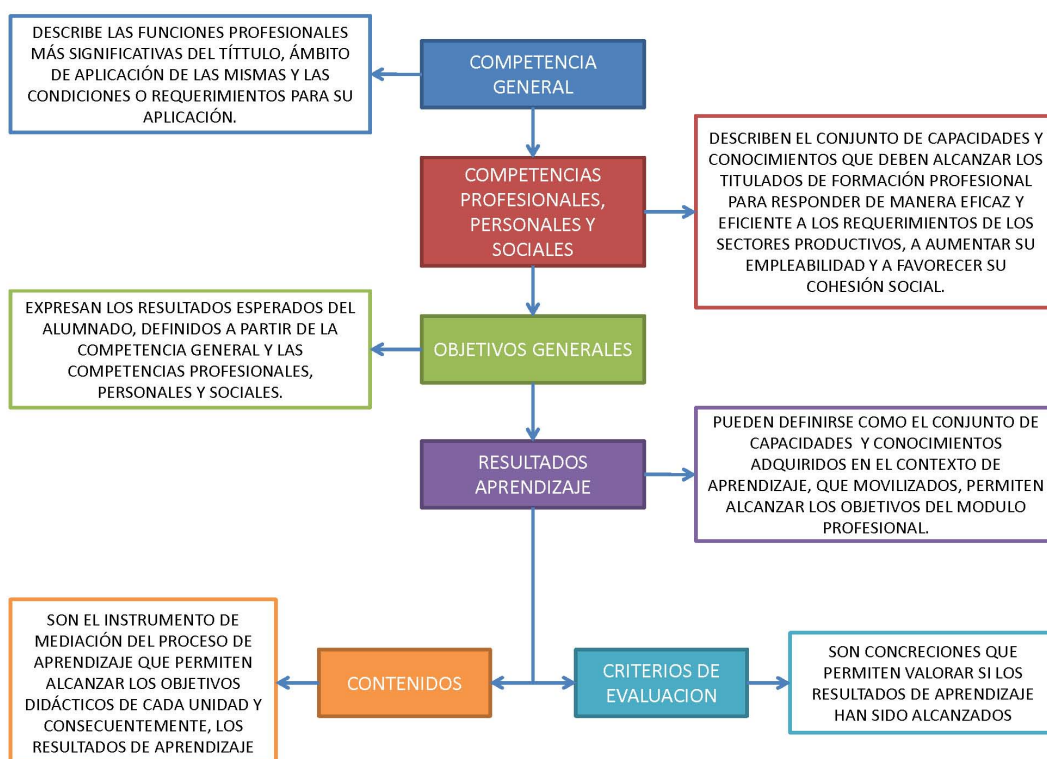 DESCRIBE LAS FUNCIONES PROFESIONALES
MÁS SIGNIFICATIVAS DEL TÍTTULO, ÁMBITO
DE APLICACIÓN DE LAS MISMAS Y LAS
CONDICIONES O REQUERIMIENTOS PARA SU
APLICACIÓN.
COMPETENCIA
GENERAL
COMPETENCIAS
PROFESIONALES,
PERSONALES Y
SOCIALES
DESCRIBEN EL CONJUNTO DE CAPACIDADES Y
CONOCIMIENTOS QUE DEBEN ALCANZAR LOS
TITULADOS DE FORMACIÓN PROFESIONAL
PARA RESPONDER DE MANERA EFICAZ Y
EFICIENTE A LOS REQUERIMIENTOS DE LOS
SECTORES PRODUCTIVOS, A AUMENTAR SU
EMPLEABILIDAD Y A FAVORECER SU
COHESIÓN SOCIAL.
EXPRESAN LOS RESULTADOS ESPERADOS DEL
ALUMNADO, DEFINIDOS A PARTIR DE LA
COMPETENCIA GENERAL Y LAS
COMPETENCIAS PROFESIONALES,
PERSONALES Y SOCIALES.
OBJETIVOS GENERALES
RESULTADOS
APRENDIZAJE
PUEDEN DEFINIRSE COMO EL CONJUNTO DE
CAPACIDADES Y CONOCIMIENTOS
ADQUIRIDOS EN EL CONTEXTO DE
APRENDIZAJE, QUE MOVILIZADOS, PERMITEN
ALCANZAR LOS OBJETIVOS DEL MODULO
PROFESIONAL.
SON EL INSTRUMENTO DE
MEDIACIÓN DEL PROCESO DE
APRENDIZAJE QUE PERMITEN
ALCANZAR LOS OBJETIVOS
DIDÁCTICOS DE CADA UNIDAD Y
CONSECUENTEMENTE, LOS
RESULTADOS DE APRENDIZAJE
CONTENIDOS
CRITERIOS DE
EVALUACION
SON CONCRECIONES QUE
PERMITEN VALORAR SI LOS
RESULTADOS DE APRENDIZAJE
HAN SIDO ALCANZADOS